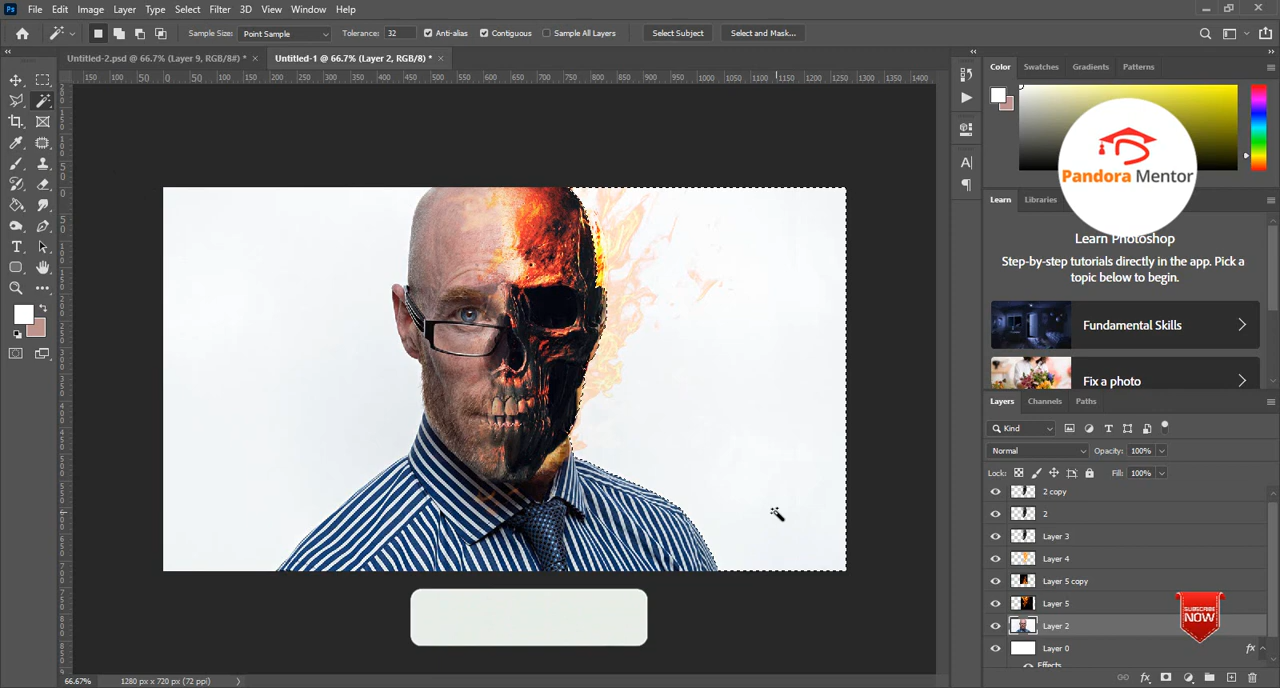 Ps File Edit Image Layer Type Select Filter 3D View Window Help
Sample Size: Point Sample Tolerance: 32 Anti-alias Contiguous Sample All Layers Select Subject Select and Mask...
Untitled-2.psd @ 66.7% (Layer 9, RGB/8#) * × Untitled-1 @ 66.7% (Layer 2, RGB/8) * ×
150 100 50 0 50 100 150 200 250 300 350 400 450 500 550 600 650 700 750 800 850 900 950 1000 1050 1100 1150 1200 1250 1300 1350 1400
Color Swatches Gradients Patterns
Pandora Mentor
Learn Libraries
Learn Photoshop
Step-by-step tutorials directly in the app. Pick a
topic below to begin.
Fundamental Skills
Fix a photo
Layers Channels Paths
Kind
Normal Opacity: 100%
Lock: Fill: 100%
2 copy
2
Layer 3
Layer 4
Layer 5 copy
Layer 5
SUBSCRIBE
NOW
Layer 2
Layer 0 fx
Effects
66.67% 1280 px x 720 px (72 ppi)